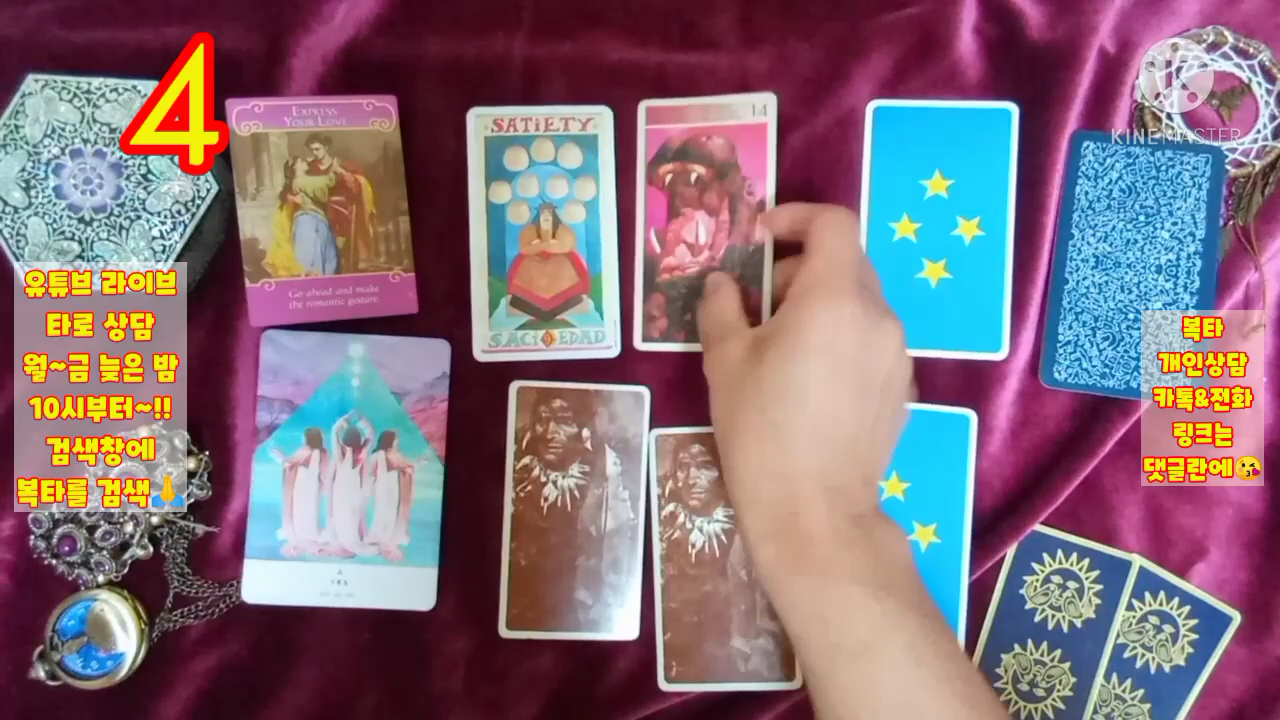 4
EXPRESS
YOUR LOVE
Go ahead and make
the romantic gesture.
SATIETY
SACIEDAD
14
KINEMASTER
유튜브 라이브
타로 상담
월~금 늦은 밤
10시부터~!!
검색창에
복타를 검색🙏
YES
복타
개인상담
카톡&전화
링크는
댓글란에😘